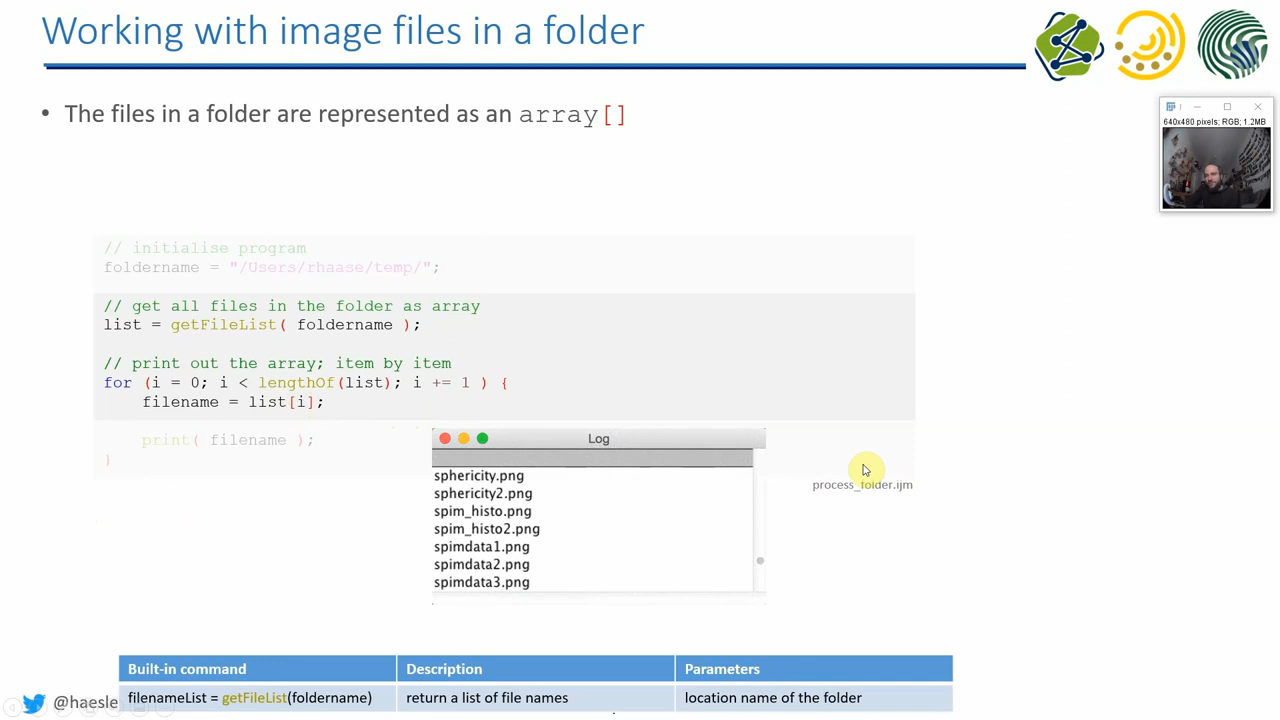 Working with image files in a folder
• The files in a folder are represented as an array[]
640x480 pixels; RGB; 1.2MB
// initialise program
foldername = "/Users/rhaase/temp/";
// get all files in the folder as array
list = getFileList( foldername );
// print out the array; item by item
for (i = 0; i < lengthOf(list); i += 1 ) {
filename = list[i];
print( filename );
}
Log
sphericity.png
sphericity2.png
spim_histo.png
spim_histo2.png
spimdata1.png
spimdata2.png
spimdata3.png
process_folder.ijm
Built-in command Description Parameters
filenameList = getFileList(foldername) return a list of file names location name of the folder
@haesle